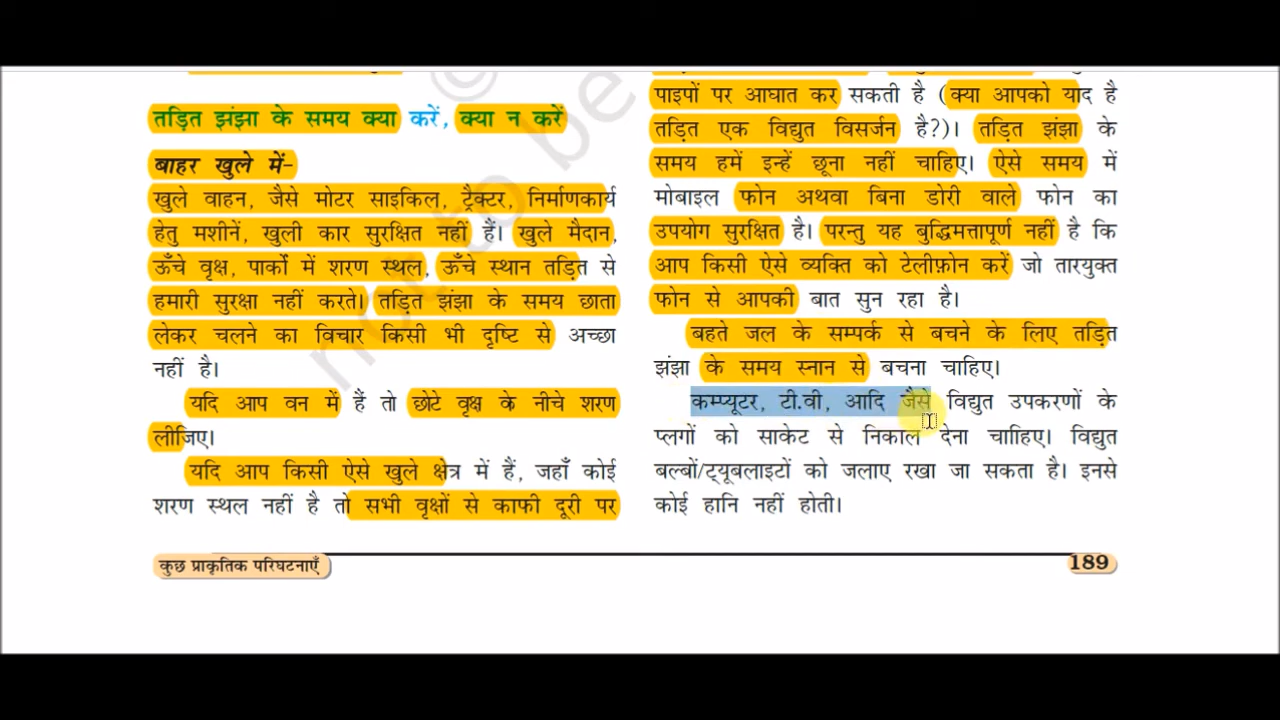 तड़ित झंझा के समय क्या करें, क्या न करें
बाहर खुले में-
खुले वाहन, जैसे मोटर साइकिल, ट्रैक्टर, निर्माणकार्य
हेतु मशीनें, खुली कार सुरक्षित नहीं हैं। खुले मैदान,
ऊँचे वृक्ष, पार्कों में शरण स्थल, ऊँचे स्थान तड़ित से
हमारी सुरक्षा नहीं करते। तड़ित झंझा के समय छाता
लेकर चलने का विचार किसी भी दृष्टि से अच्छा
नहीं है।
यदि आप वन में हैं तो छोटे वृक्ष के नीचे शरण
लीजिए।
यदि आप किसी ऐसे खुले क्षेत्र में हैं, जहाँ कोई
शरण स्थल नहीं है तो सभी वृक्षों से काफी दूरी पर
पाइपों पर आघात कर सकती है (क्या आपको याद है
तड़ित एक विद्युत विसर्जन है?)। तड़ित झंझा के
समय हमें इन्हें छूना नहीं चाहिए। ऐसे समय में
मोबाइल फोन अथवा बिना डोरी वाले फोन का
उपयोग सुरक्षित है। परन्तु यह बुद्धिमत्तापूर्ण नहीं है कि
आप किसी ऐसे व्यक्ति को टेलीफ़ोन करें जो तारयुक्त
फोन से आपकी बात सुन रहा है।
बहते जल के सम्पर्क से बचने के लिए तड़ित
झंझा के समय स्नान से बचना चाहिए।
कम्प्यूटर, टी.वी, आदि जैसे विद्युत उपकरणों के
प्लगों को साकेट से निकाल देना चाहिए। विद्युत
बल्बों/ट्यूबलाइटों को जलाए रखा जा सकता है। इनसे
कोई हानि नहीं होती।
कुछ प्राकृतिक परिघटनाएँ
189
© not to be